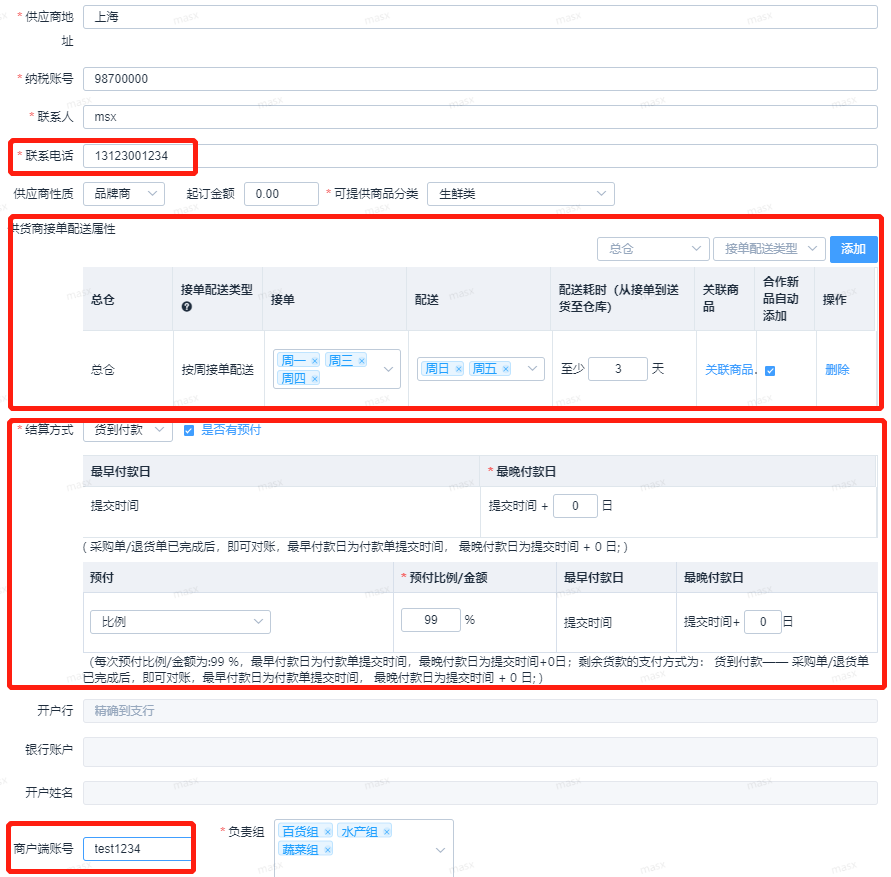 * 供应商地址 上海
* 纳税账号 98700000
* 联系人 msx
* 联系电话 13123001234
供应商性质 品牌商 起订金额 0.00 * 可提供商品分类 生鲜类
供货商接单配送属性
总仓 接单配送类型 添加
总仓 接单配送类型 接单 配送 配送耗时（从接单到送货至仓库） 关联商品 合作新品自动添加 操作
总仓 按周接单配送 周一 × 周三 × 周四 × 周日 × 周五 × 至少 3 天 关联商品. 删除
* 结算方式 货到付款 是否有预付
最早付款日 * 最晚付款日
提交时间 提交时间 + 0 日
( 采购单/退货单已完成后，即可对账，最早付款日为付款单提交时间， 最晚付款日为提交时间 + 0 日; )
预付 * 预付比例/金额 最早付款日 最晚付款日
比例 99 % 提交时间 提交时间+ 0 日
（每次预付比例/金额为:99 %，最早付款日为付款单提交时间，最晚付款日为提交时间+0日；剩余货款的支付方式为： 货到付款—— 采购单/退货单
已完成后，即可对账，最早付款日为付款单提交时间， 最晚付款日为提交时间 + 0 日; ）
开户行 精确到支行
银行账户
开户姓名
商户端账号 test1234 * 负责组 百货组 × 水产组 × 蔬菜组 ×
masx